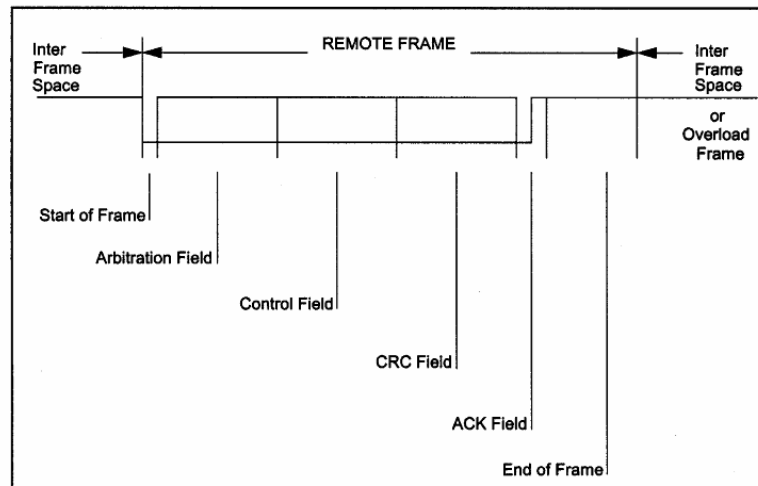 Inter
Frame
Space
REMOTE FRAME
Inter
Frame
Space
or
Overload
Frame
Start of Frame
Arbitration Field
Control Field
CRC Field
ACK Field
End of Frame